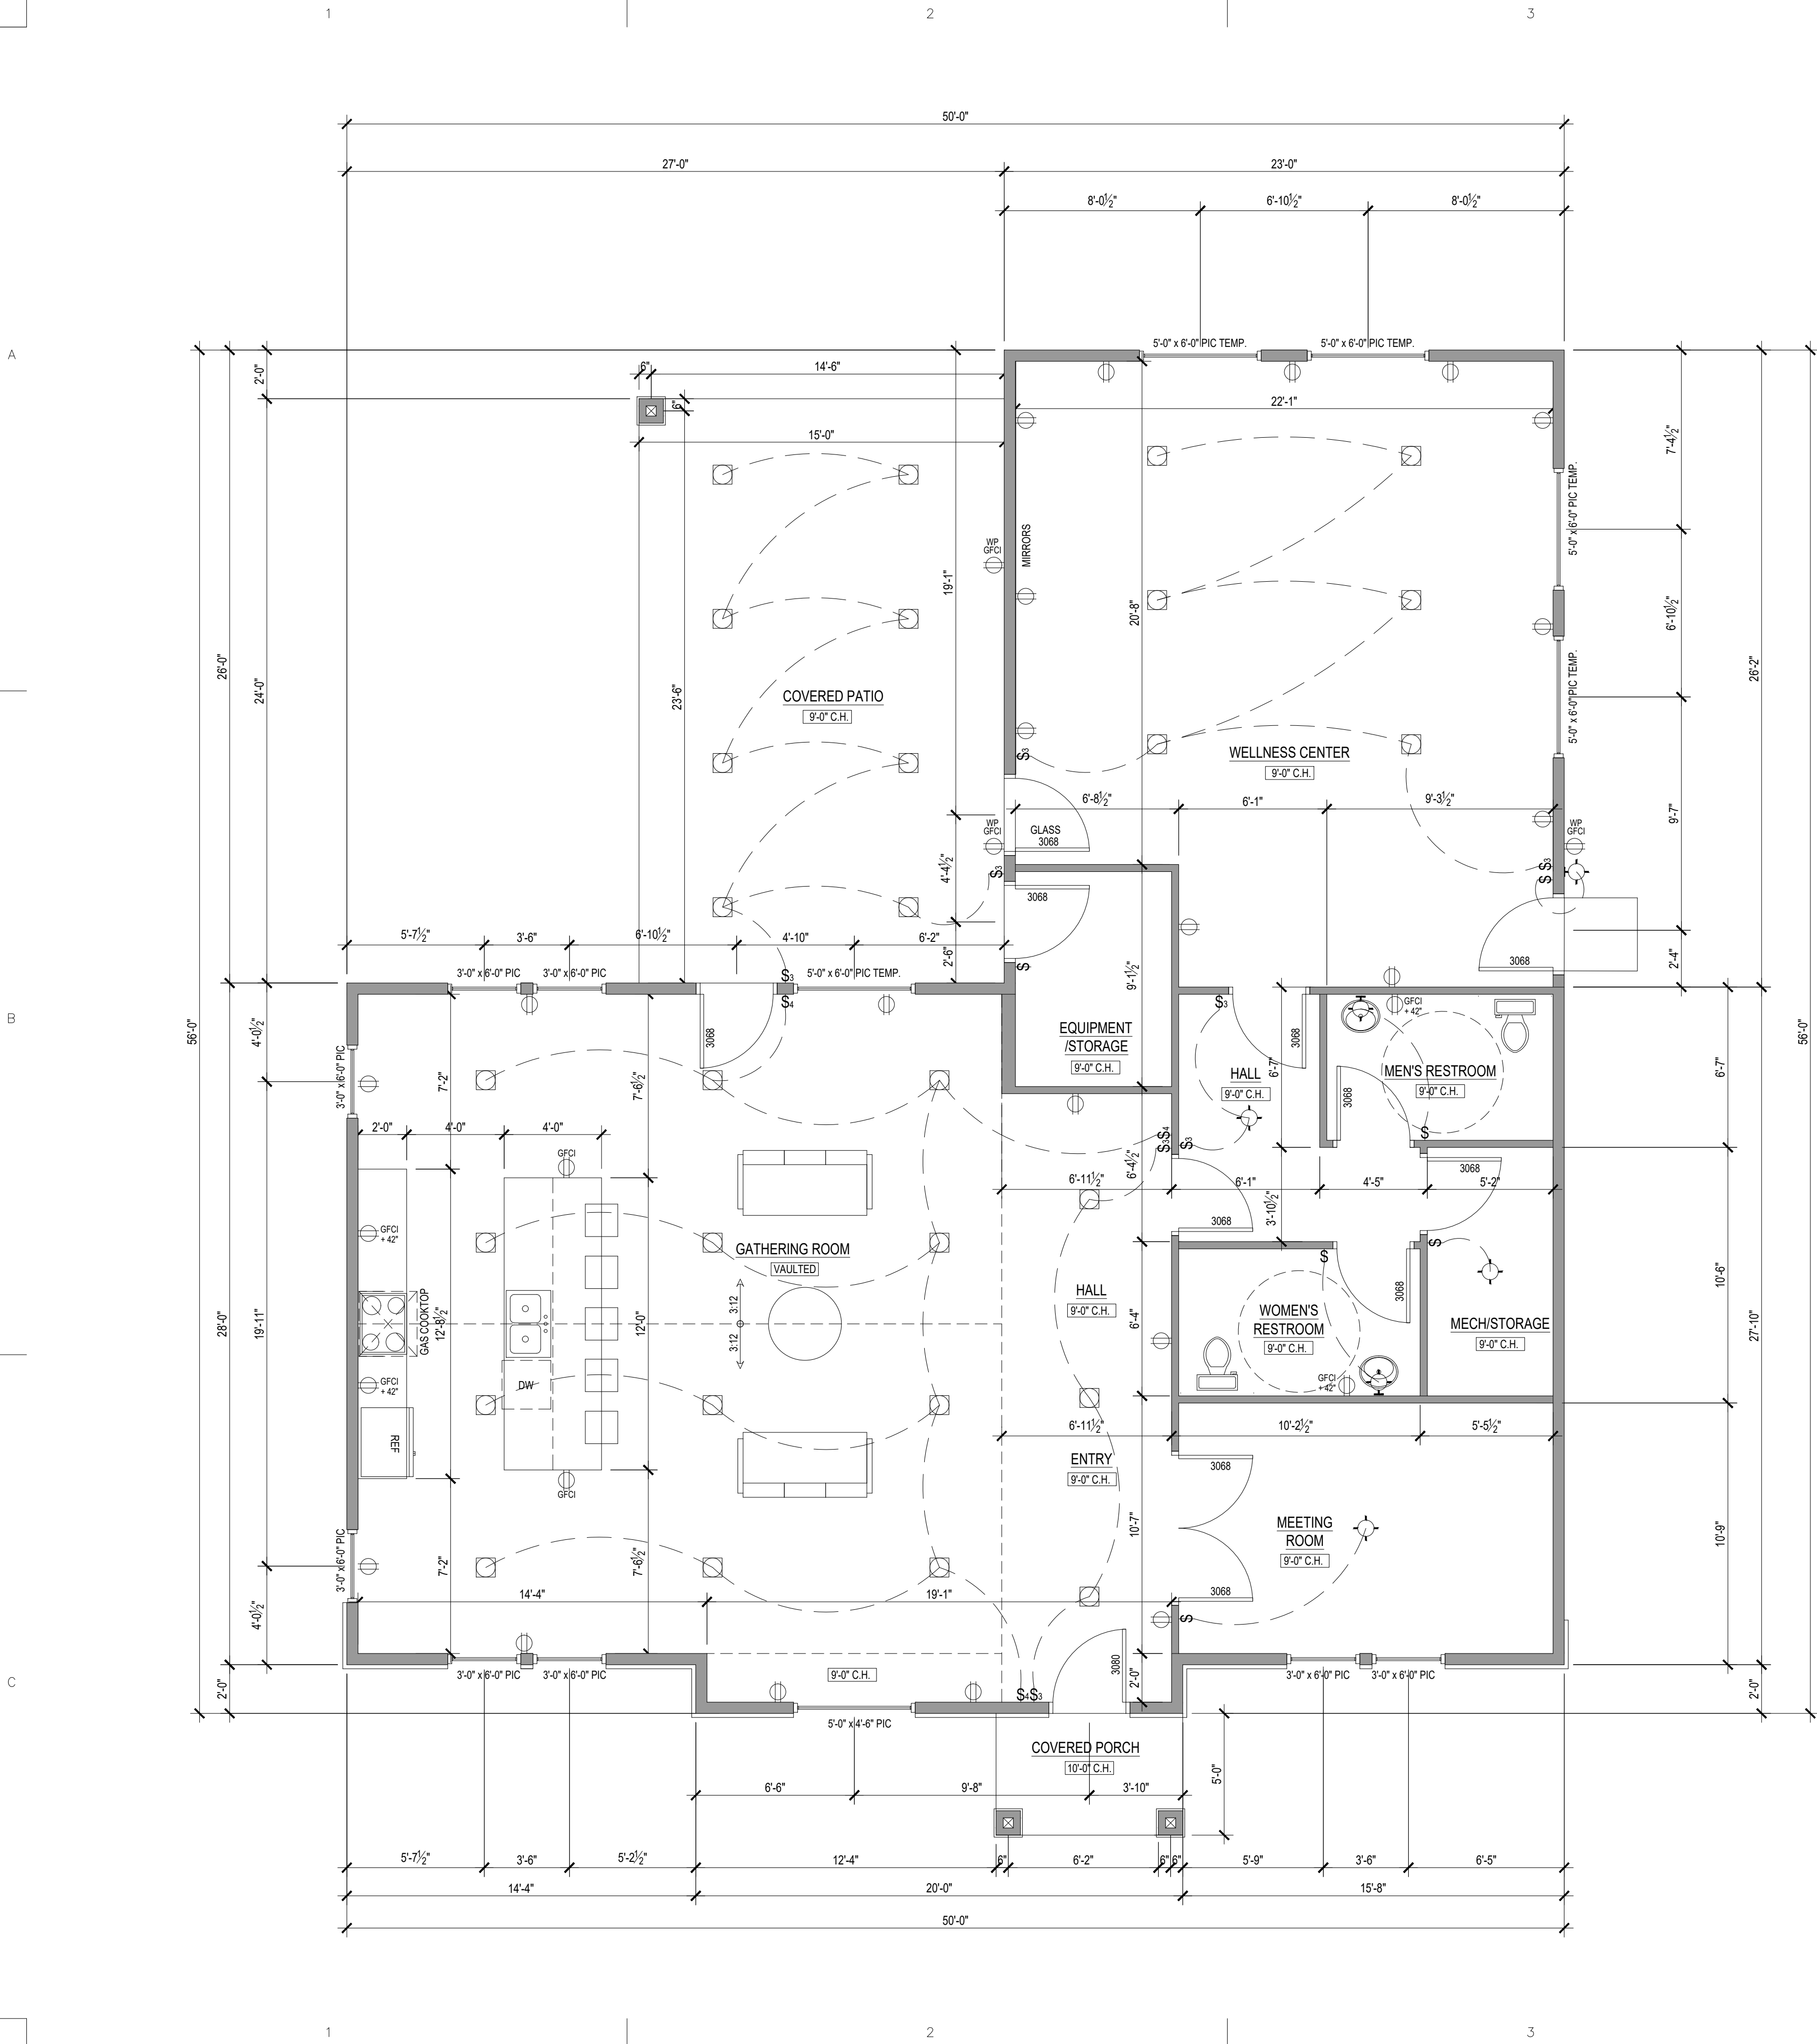 1
2
3
50'-0"
27'-0"
23'-0"
8'-0½"
6'-10½"
8'-0½"
A
5'-0" x 6'-0" PIC TEMP.
5'-0" x 6'-0" PIC TEMP.
6"
14'-6"
2'-0"
22'-1"
6"
15'-0"
7'-4½"
5'-0" x 6'-0" PIC TEMP.
WP
GFCI
MIRRORS
19'-1"
20'-8"
6'-10½"
26'-0"
24'-0"
23'-6"
26'-2"
COVERED PATIO
9'-0" C.H.
5'-0" x 6'-0" PIC TEMP.
WELLNESS CENTER
9'-0" C.H.
$3
6'-8½"
6'-1"
9'-3½"
9'-7"
WP
GFCI
GLASS
3068
WP
GFCI
4'-4½"
$3
$3
$
3068
5'-7½"
3'-6"
6'-10½"
4'-10"
6'-2"
2'-6"
$
3068
2'-4"
3'-0" x 6'-0" PIC
3'-0" x 6'-0" PIC
$3
5'-0" x 6'-0" PIC TEMP.
9'-1½"
$4
$3
GFCI
+ 42"
B
56'-0"
4'-0½"
3068
EQUIPMENT
/STORAGE
9'-0" C.H.
3068
56'-0"
3'-0" x 6'-0" PIC
7'-2"
7'-6½"
HALL
9'-0" C.H.
6'-7"
MEN'S RESTROOM
9'-0" C.H.
3068
6'-7"
2'-0"
4'-0"
4'-0"
$4
$3
$3
$
GFCI
6'-4½"
3068
6'-11½"
6'-1"
4'-5"
5'-2"
3'-10½"
3068
GFCI
+ 42"
GATHERING ROOM
VAULTED
$
$
10'-6"
3:12
3:12
HALL
9'-0" C.H.
3068
WOMEN'S
RESTROOM
9'-0" C.H.
MECH/STORAGE
9'-0" C.H.
GAS COOKTOP
12'-8½"
12'-0"
6'-4"
28'-0"
19'-11"
27'-10"
GFCI
+ 42"
DW
GFCI
+ 42"
REF
6'-11½"
10'-2½"
5'-5½"
ENTRY
9'-0" C.H.
3068
GFCI
MEETING
ROOM
9'-0" C.H.
10'-7"
10'-9"
3'-0" x 6'-0" PIC
7'-2"
7'-6½"
14'-4"
19'-1"
3068
4'-0½"
$
3'-0" x 6'-0" PIC
3'-0" x 6'-0" PIC
9'-0" C.H.
3080
3'-0" x 6'-0" PIC
3'-0" x 6'-0" PIC
2'-0"
$4
$3
2'-0"
2'-0"
C
5'-0" x 4'-6" PIC
COVERED PORCH
10'-0" C.H.
6'-6"
9'-8"
3'-10"
5'-0"
5'-7½"
3'-6"
5'-2½"
12'-4"
6"
6'-2"
6"
6"
5'-9"
3'-6"
6'-5"
14'-4"
20'-0"
15'-8"
50'-0"
1
2
3